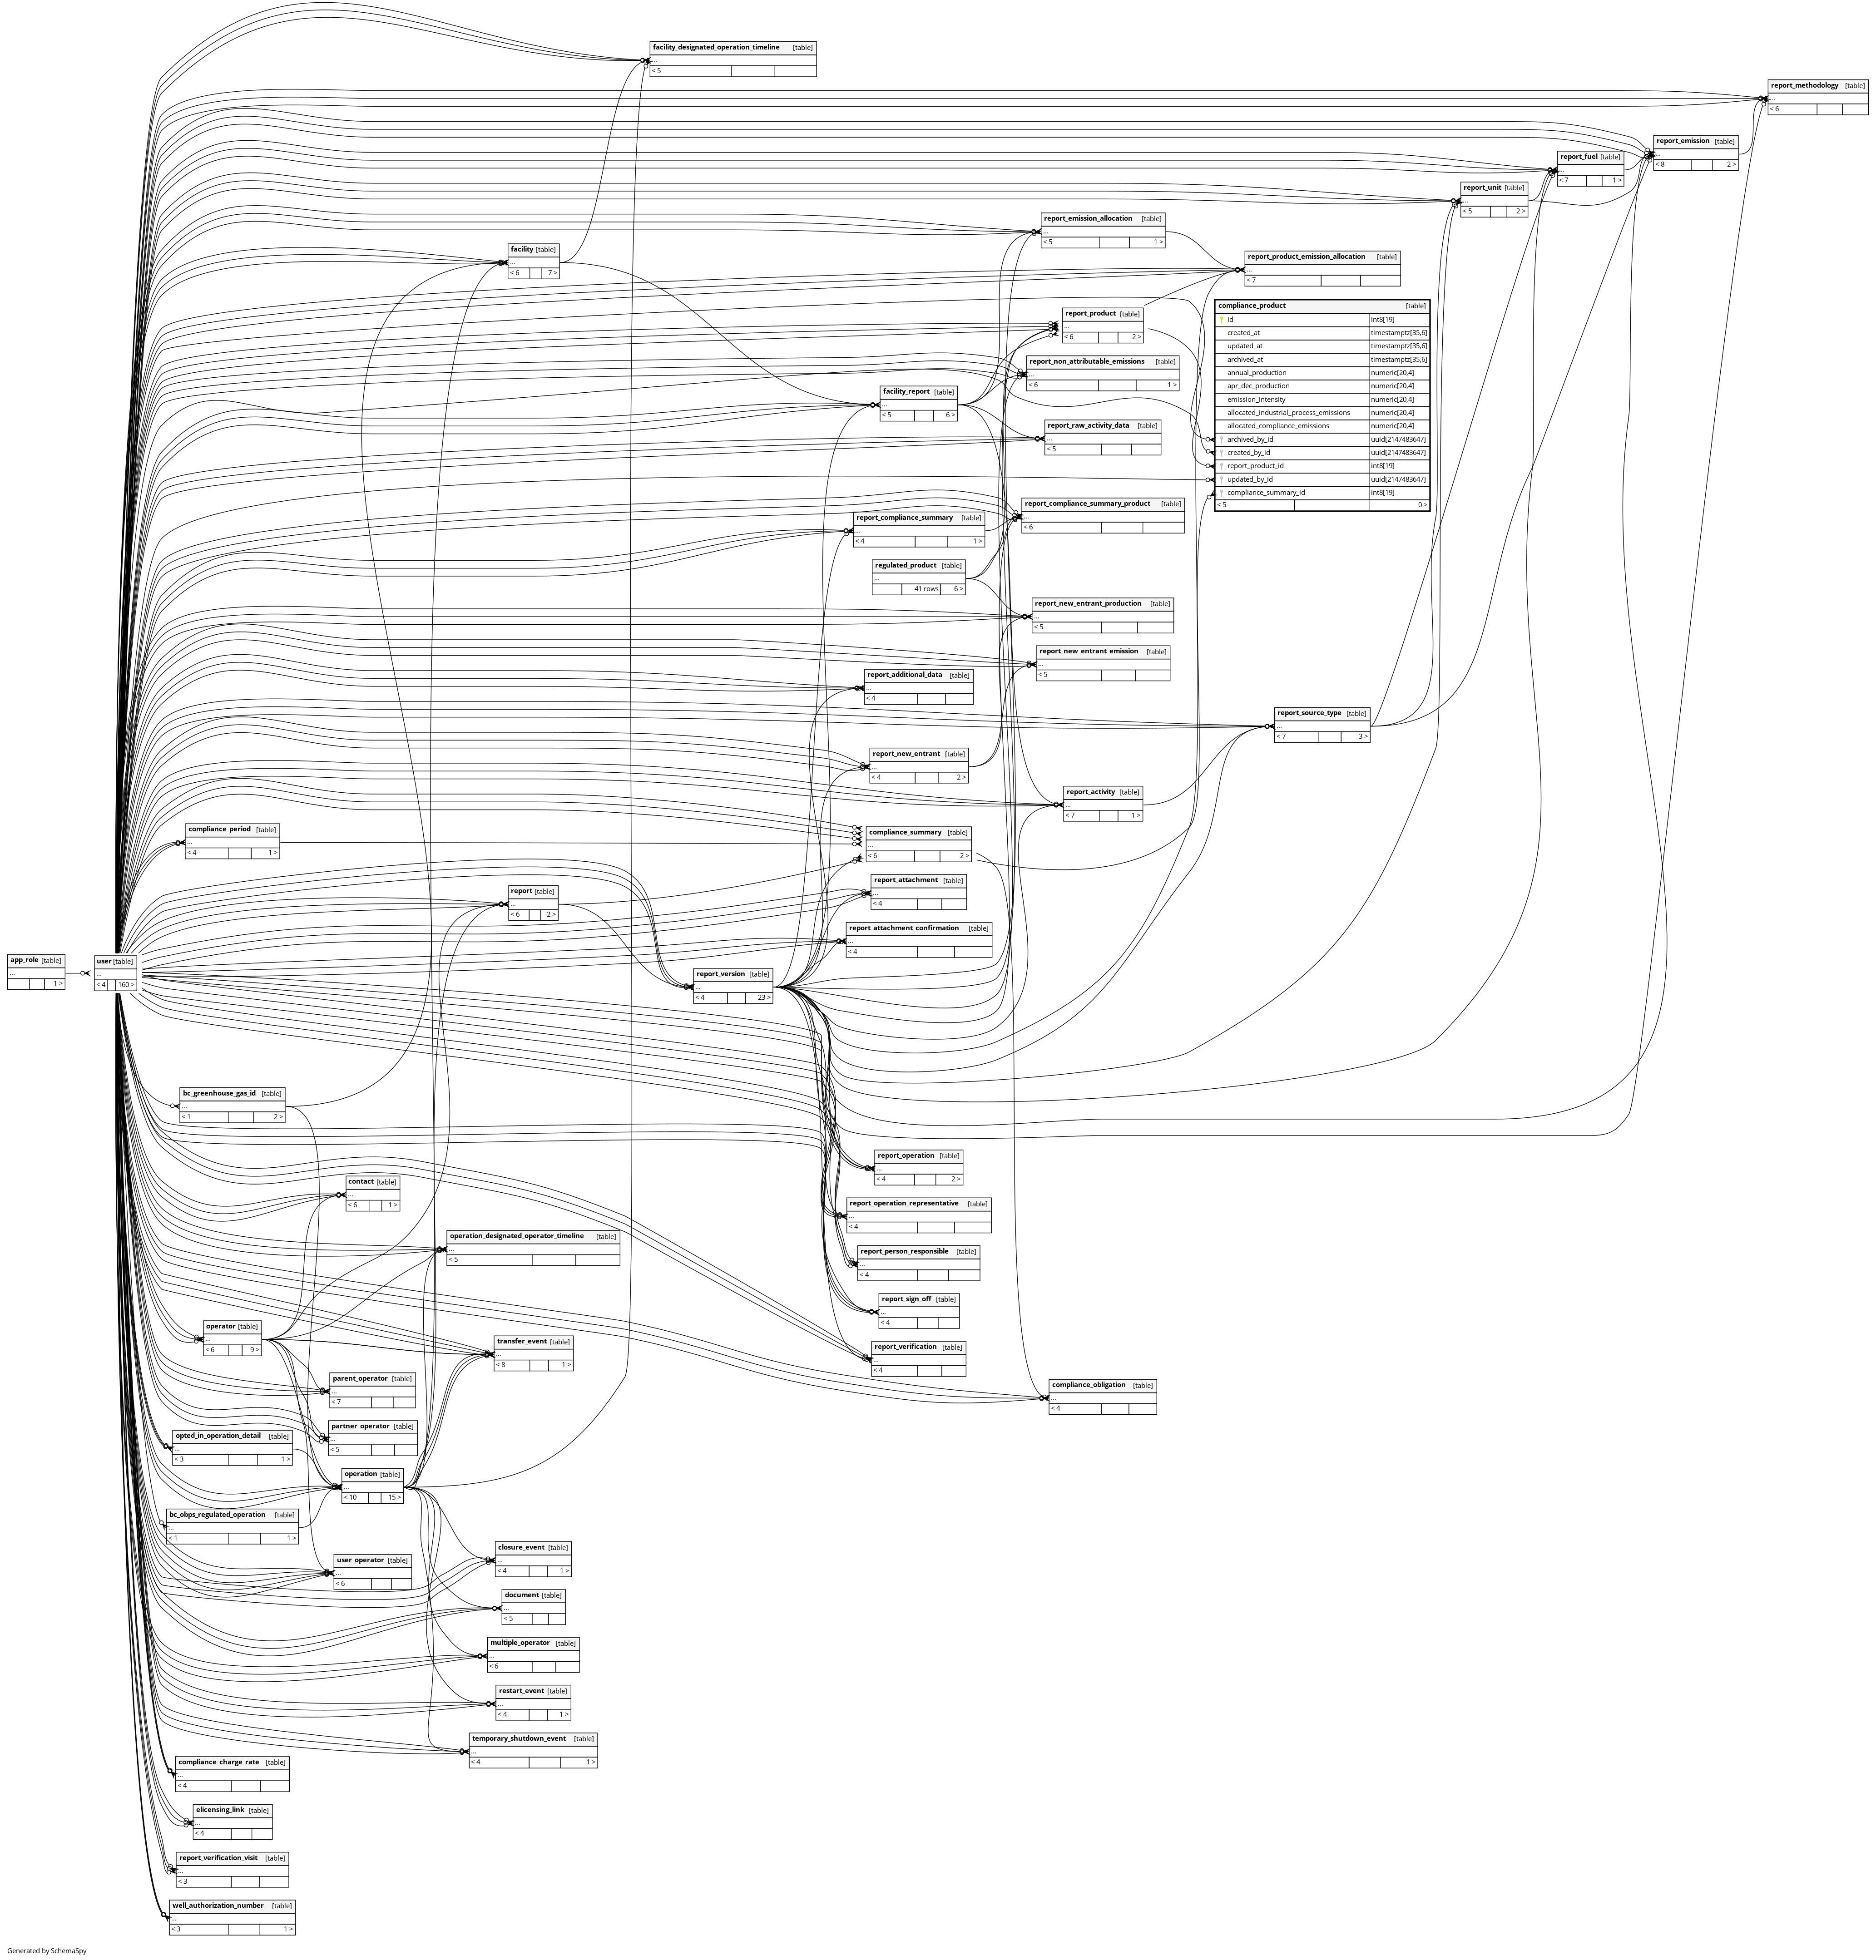 facility_designated_operation_timeline [table]
...
< 5
report_methodology [table]
...
< 6
report_emission [table]
...
< 8 2 >
report_fuel [table]
...
< 7 1 >
report_unit [table]
...
< 5 2 >
report_emission_allocation [table]
...
< 5 1 >
facility [table]
...
< 6 7 >
report_product_emission_allocation [table]
...
< 7
compliance_product [table]
id int8[19]
created_at timestamptz[35,6]
updated_at timestamptz[35,6]
archived_at timestamptz[35,6]
annual_production numeric[20,4]
apr_dec_production numeric[20,4]
emission_intensity numeric[20,4]
allocated_industrial_process_emissions numeric[20,4]
allocated_compliance_emissions numeric[20,4]
archived_by_id uuid[2147483647]
created_by_id uuid[2147483647]
report_product_id int8[19]
updated_by_id uuid[2147483647]
compliance_summary_id int8[19]
< 5 0 >
report_product [table]
...
< 6 2 >
report_non_attributable_emissions [table]
...
< 6 1 >
facility_report [table]
...
< 5 6 >
report_raw_activity_data [table]
...
< 5
report_compliance_summary_product [table]
...
< 6
report_compliance_summary [table]
...
< 4 1 >
regulated_product [table]
...
41 rows 6 >
report_new_entrant_production [table]
...
< 5
report_new_entrant_emission [table]
...
< 5
report_additional_data [table]
...
< 4
report_source_type [table]
...
< 7 3 >
report_new_entrant [table]
...
< 4 2 >
report_activity [table]
...
< 7 1 >
compliance_period [table]
...
< 4 1 >
compliance_summary [table]
...
< 6 2 >
report_attachment [table]
...
< 4
report [table]
...
< 6 2 >
report_attachment_confirmation [table]
...
< 4
app_role [table]
...
1 >
user [table]
...
< 4 160 >
report_version [table]
...
< 4 23 >
bc_greenhouse_gas_id [table]
...
< 1 2 >
report_operation [table]
...
< 4 2 >
contact [table]
...
< 6 1 >
report_operation_representative [table]
...
< 4
operation_designated_operator_timeline [table]
...
< 5
report_person_responsible [table]
...
< 4
report_sign_off [table]
...
< 4
operator [table]
...
< 6 9 >
transfer_event [table]
...
< 8 1 >
report_verification [table]
...
< 4
parent_operator [table]
...
< 7
compliance_obligation [table]
...
< 4
partner_operator [table]
...
< 5
opted_in_operation_detail [table]
...
< 3 1 >
operation [table]
...
< 10 15 >
bc_obps_regulated_operation [table]
...
< 1 1 >
closure_event [table]
...
< 4 1 >
user_operator [table]
...
< 6
document [table]
...
< 5
multiple_operator [table]
...
< 6
restart_event [table]
...
< 4 1 >
temporary_shutdown_event [table]
...
< 4 1 >
compliance_charge_rate [table]
...
< 4
elicensing_link [table]
...
< 4
report_verification_visit [table]
...
< 3
well_authorization_number [table]
...
< 3 1 >
Generated by SchemaSpy